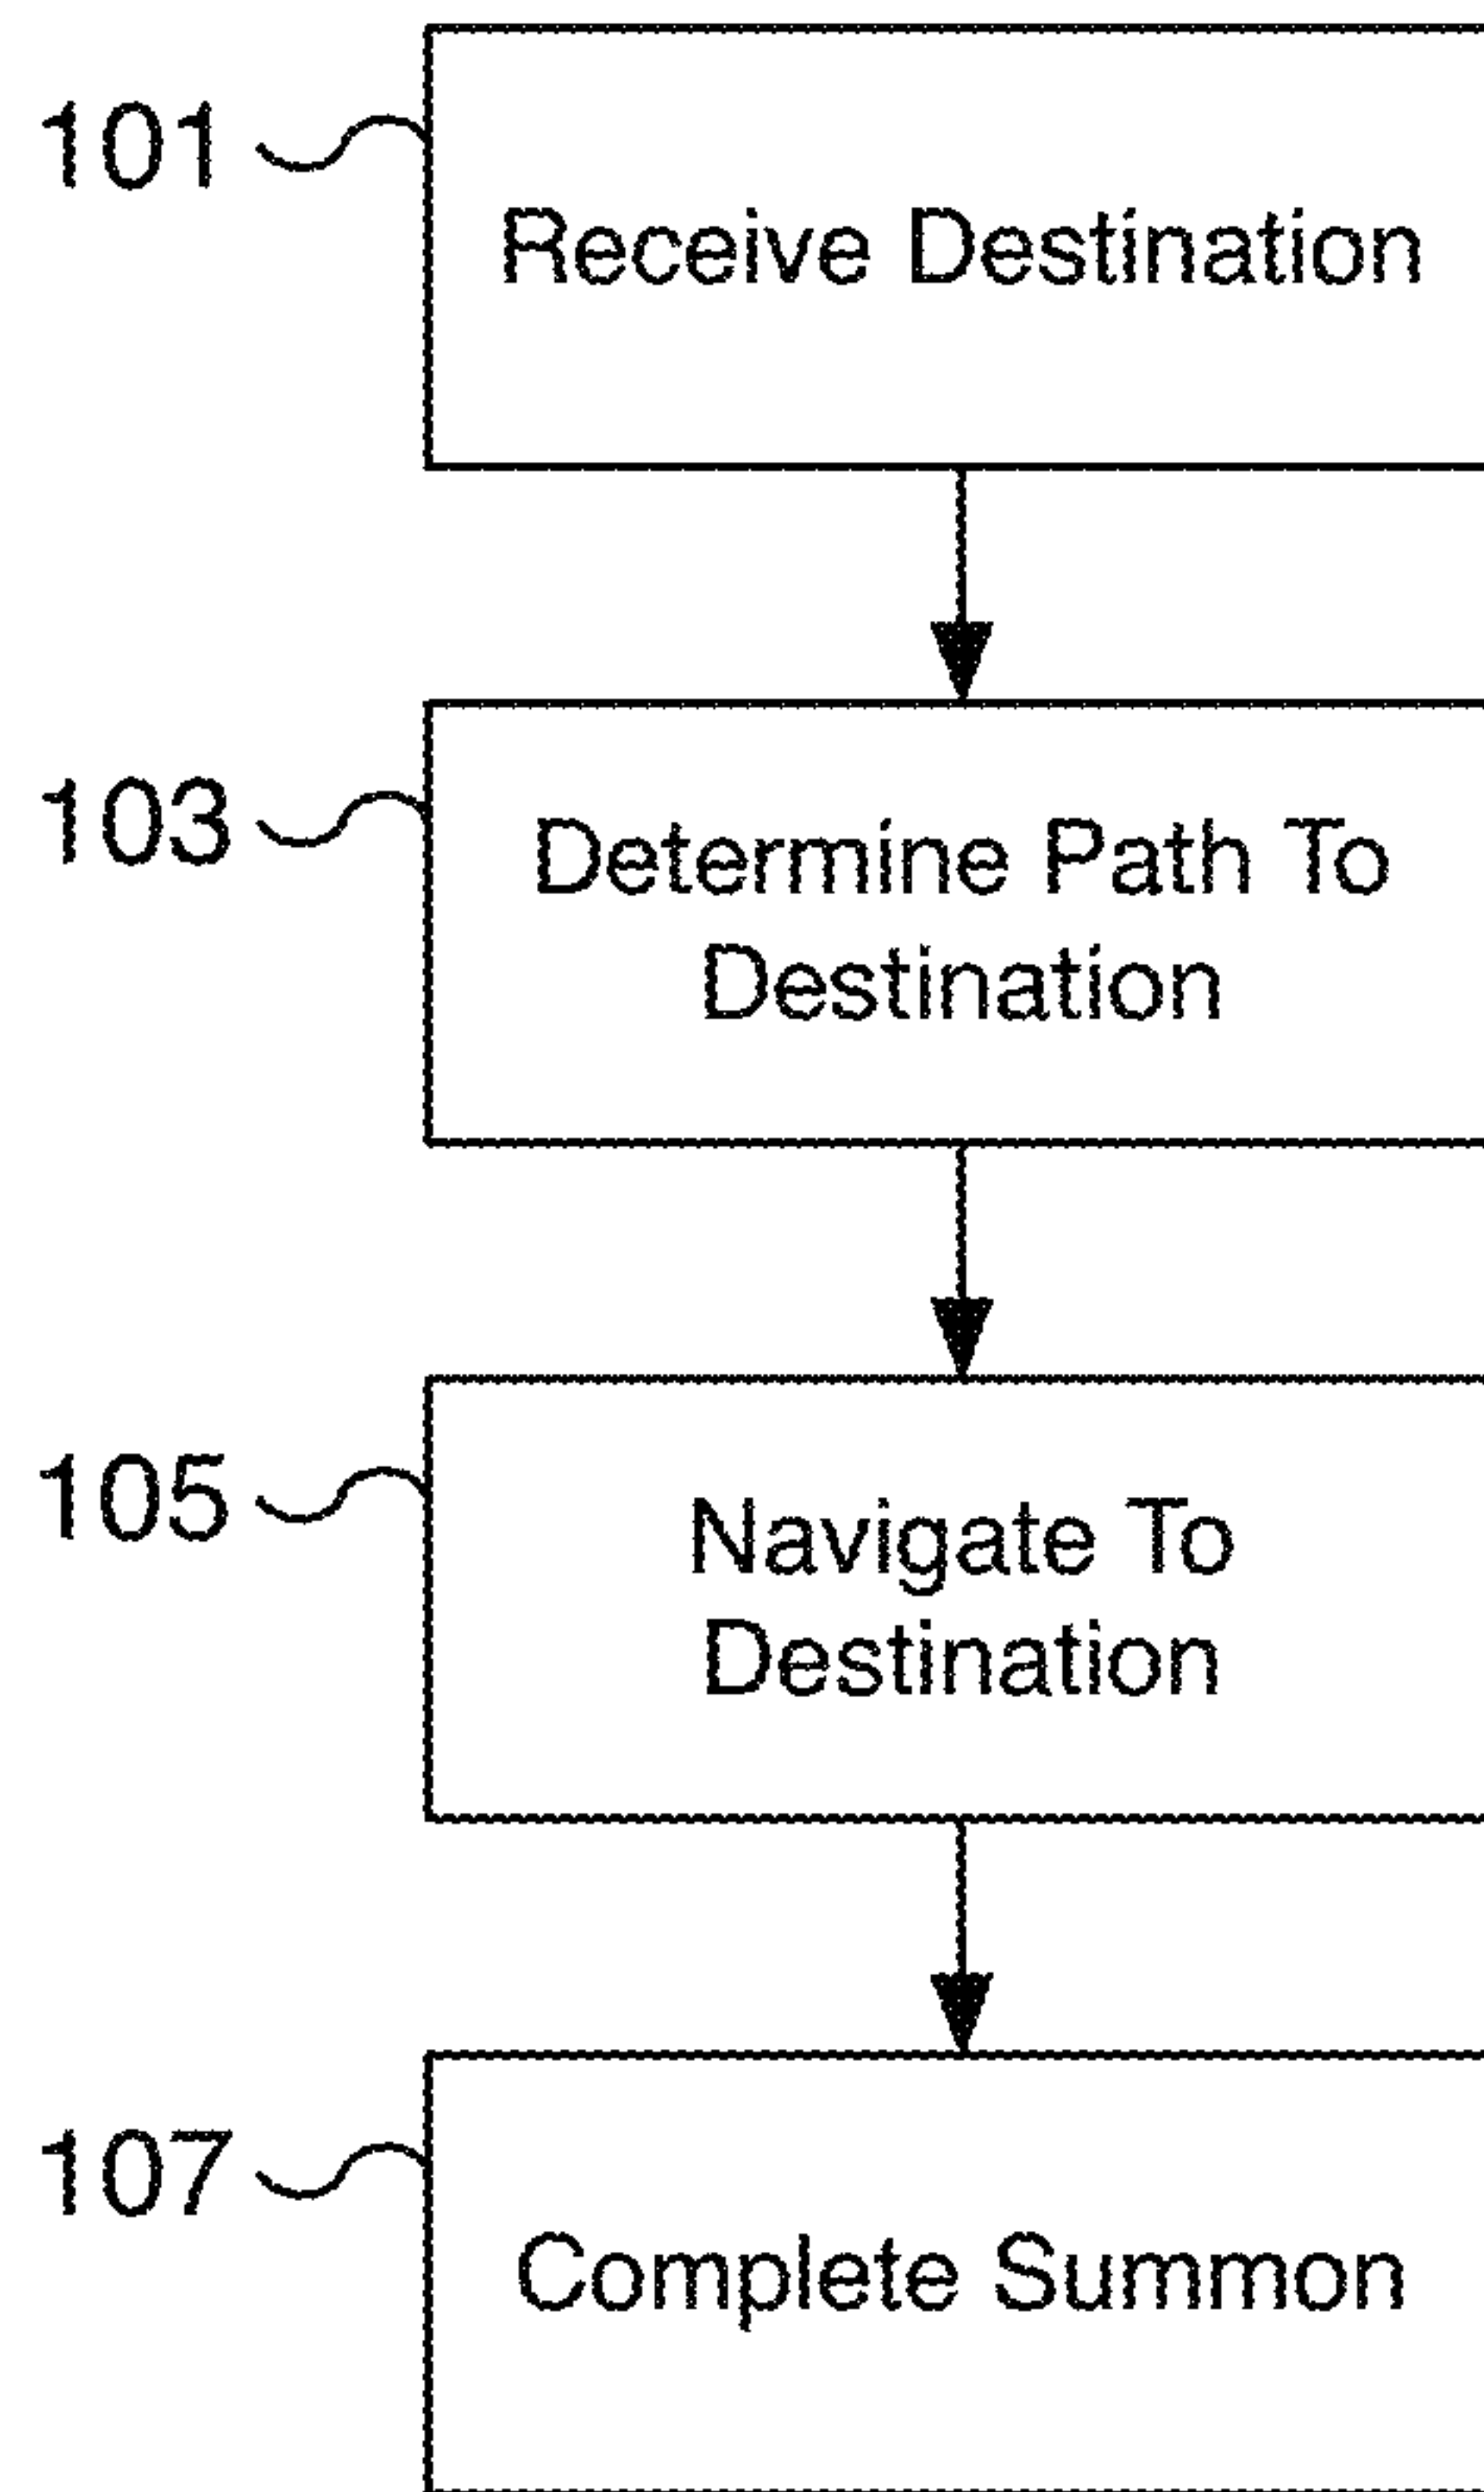 101
Receive Destination
103
Determine Path To
Destination
105
Navigate To
Destination
107
Complete Summon